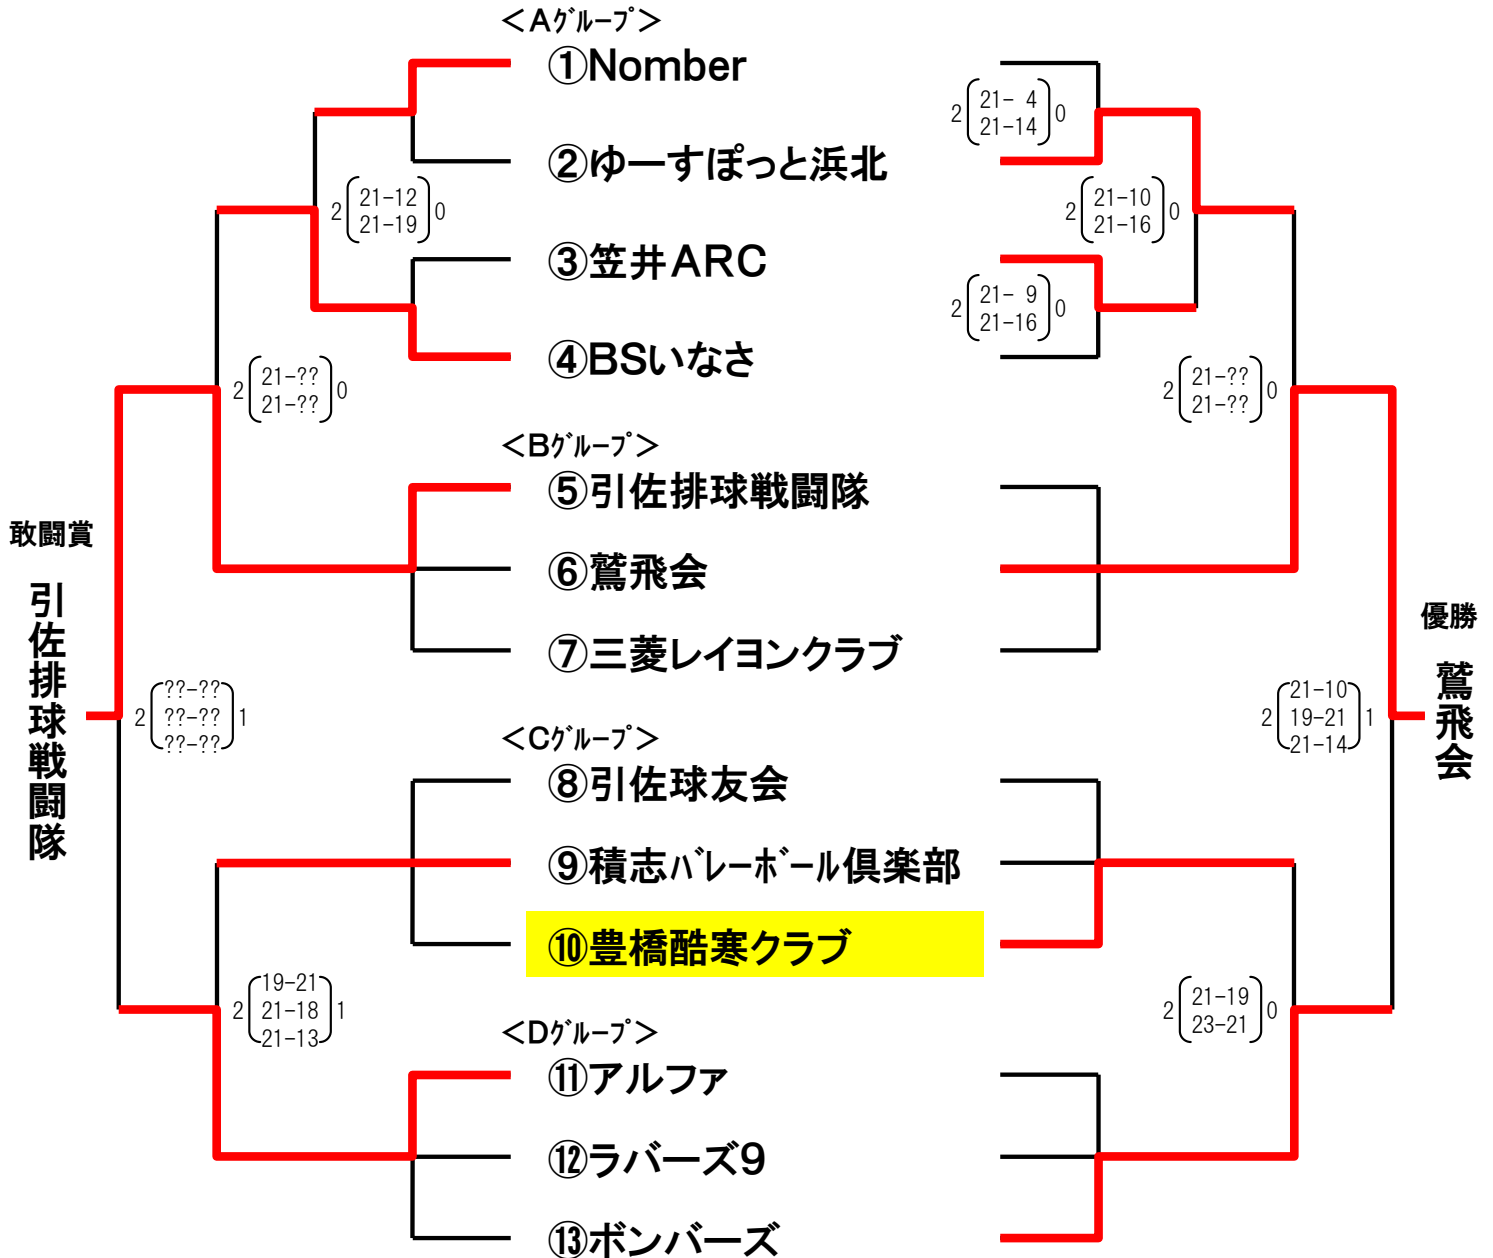 ＜Aｸﾞﾙｰﾌﾟ＞
①Nomber
2 21- 4 0
21-14
②ゆーすぽっと浜北
2 21-12 0
21-19
2 21-10 0
21-16
③笠井ARC
2 21- 9 0
21-16
④BSいなさ
2 21-?? 0
21-??
2 21-?? 0
21-??
＜Bｸﾞﾙｰﾌﾟ＞
⑤引佐排球戦闘隊
敢闘賞
引佐排球戦闘隊
⑥鷲飛会
優勝
鷲飛会
⑦三菱レイヨンクラブ
??-??
2 ??-?? 1
??-??
21-10
2 19-21 1
21-14
＜Cｸﾞﾙｰﾌﾟ＞
⑧引佐球友会
⑨積志ﾊﾞﾚｰﾎﾞｰﾙ倶楽部
⑩豊橋酷寒クラブ
19-21
2 21-18 1
21-13
2 21-19 0
23-21
＜Dｸﾞﾙｰﾌﾟ＞
⑪アルファ
⑫ラバーズ9
⑬ボンバーズ